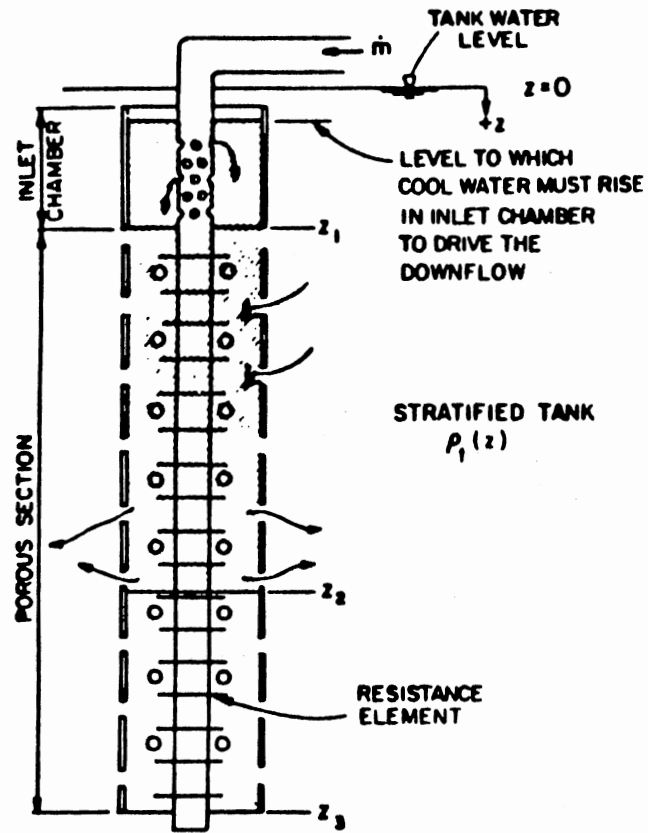 TANK WATER
LEVEL
ṁ
z=0
+z
INLET
CHAMBER
LEVEL TO WHICH
COOL WATER MUST RISE
IN INLET CHAMBER
TO DRIVE THE
DOWNFLOW
z₁
STRATIFIED TANK
ρₜ(z)
POROUS SECTION
z₂
RESISTANCE
ELEMENT
z₃